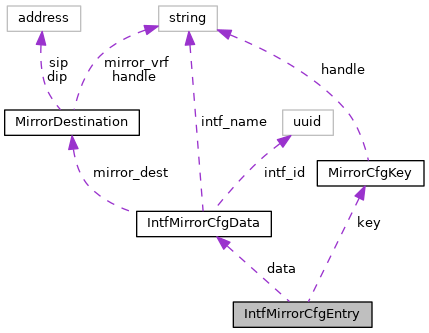 address
string
sip
dip
mirror_vrf
handle
handle
MirrorDestination
intf_name
uuid
mirror_dest
intf_id
MirrorCfgKey
IntfMirrorCfgData
key
data
IntfMirrorCfgEntry